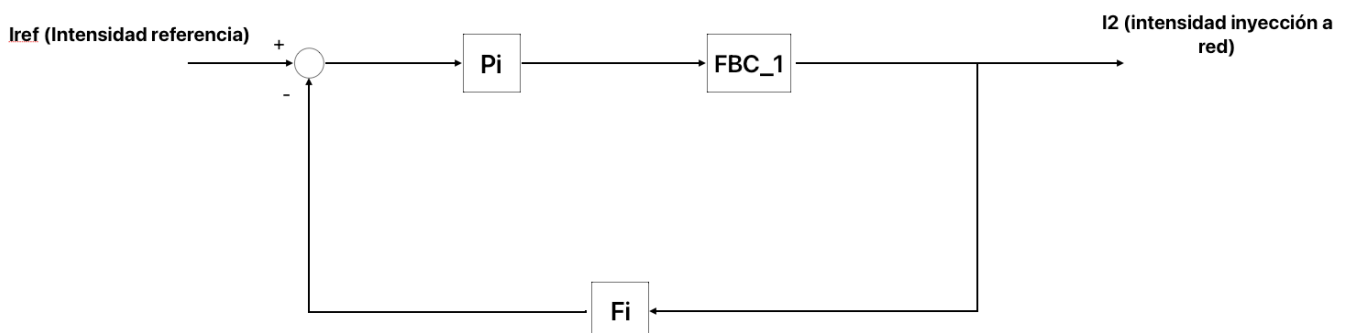 Iref (Intensidad referencia)
+
-
Pi
FBC_1
I2 (intensidad inyección a
red)
Fi